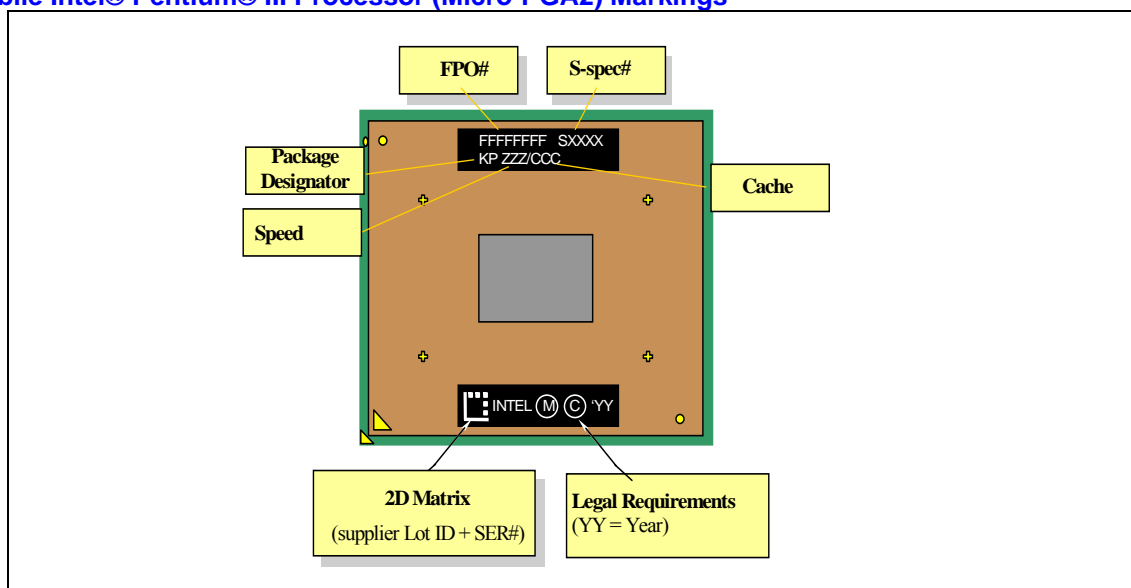 Intel® Pentium® III Processor (Micro-PGA2) Markings
FPO#
S-spec#
FFFFFFFF SXXXX
KP ZZZ/CCC
Package
Designator
Cache
Speed
INTEL M C 'YY
2D Matrix
(supplier Lot ID + SER#)
Legal Requirements
(YY = Year)